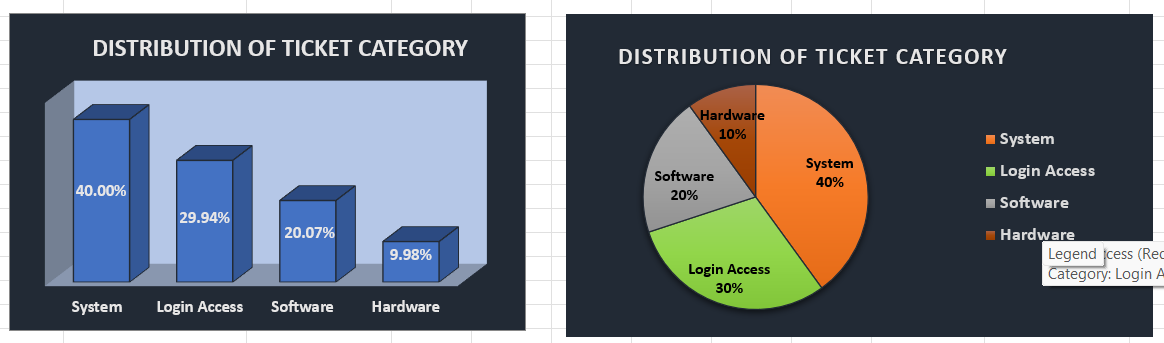 DISTRIBUTION OF TICKET CATEGORY
40.00%
29.94%
20.07%
9.98%
System
Login Access
Software
Hardware
DISTRIBUTION OF TICKET CATEGORY
Hardware
10%
System
40%
Software
20%
Login Access
30%
System
Login Access
Software
Hardware
Legend
Category: Login